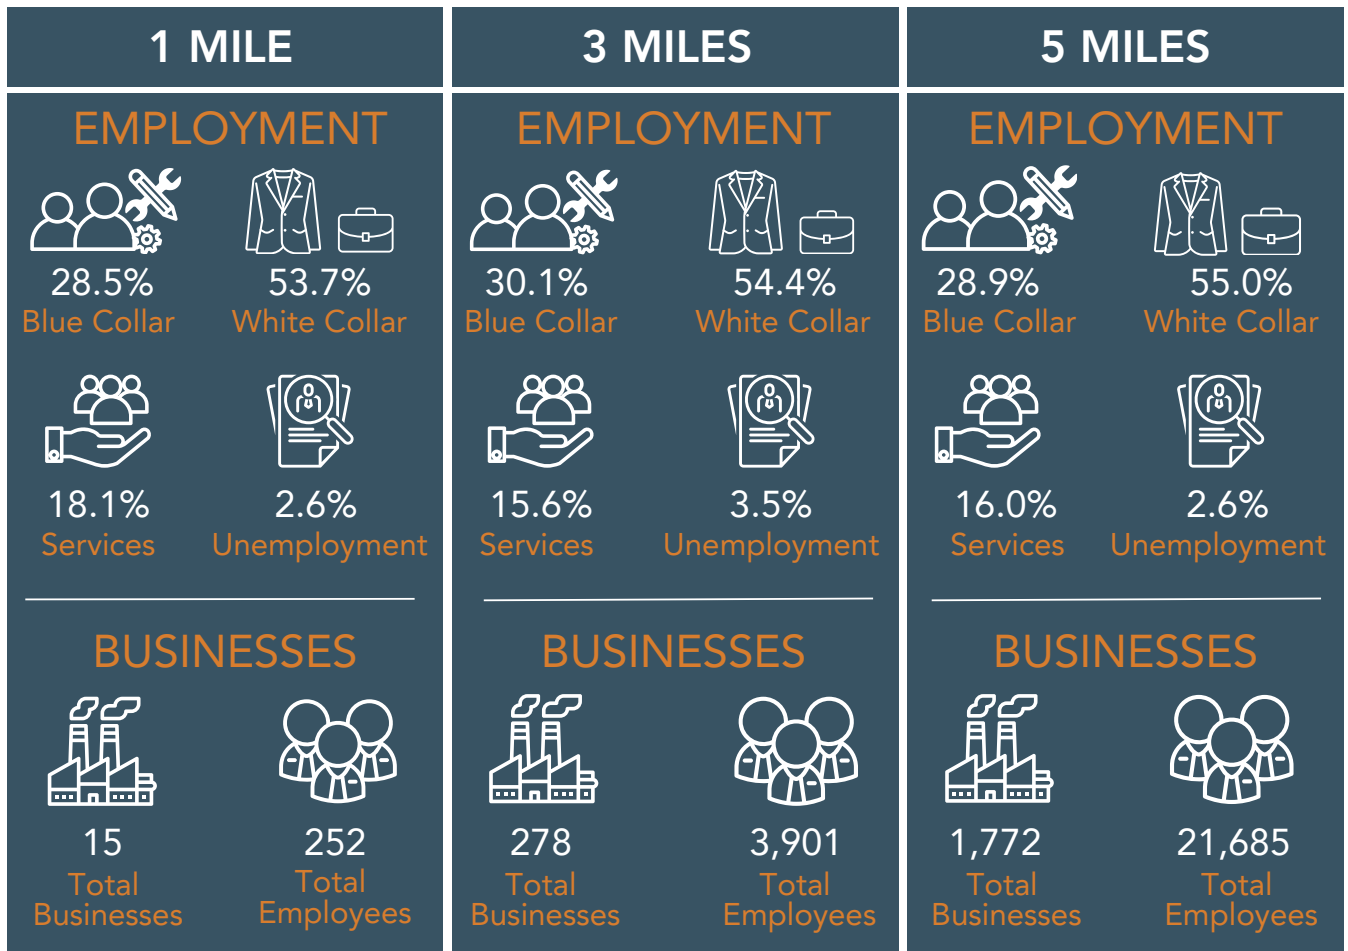 1 MILE
EMPLOYMENT
28.5% 53.7%
Blue Collar White Collar
18.1% 2.6%
Services Unemployment
BUSINESSES
15 252
Total Total
Businesses Employees
3 MILES
EMPLOYMENT
30.1% 54.4%
Blue Collar White Collar
15.6% 3.5%
Services Unemployment
BUSINESSES
278 3,901
Total Total
Businesses Employees
5 MILES
EMPLOYMENT
28.9% 55.0%
Blue Collar White Collar
16.0% 2.6%
Services Unemployment
BUSINESSES
1,772 21,685
Total Total
Businesses Employees